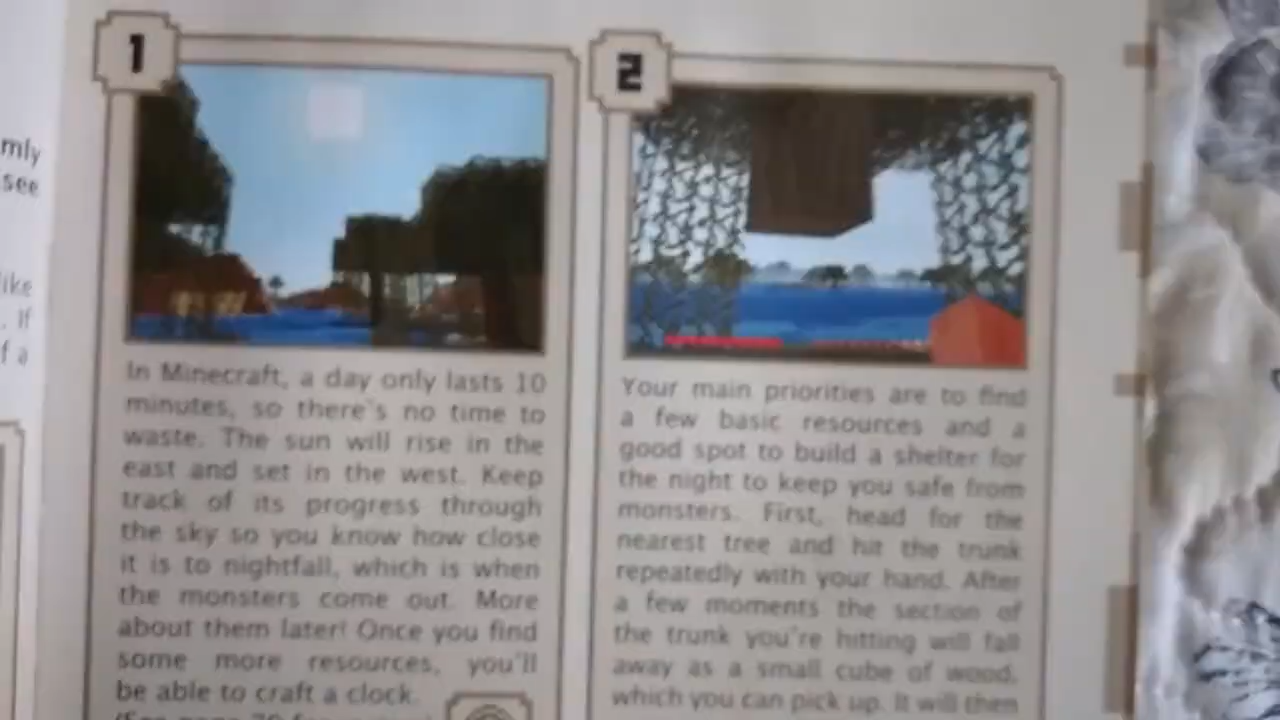 mly
see
like
. If
f a
1
In Minecraft, a day only lasts 10
minutes, so there's no time to
waste. The sun will rise in the
east and set in the west. Keep
track of its progress through
the sky so you know how close
it is to nightfall, which is when
the monsters come out. More
about them later! Once you find
some more resources, you'll
be able to craft a clock.
2
Your main priorities are to find
a few basic resources and a
good spot to build a shelter for
the night to keep you safe from
monsters. First, head for the
nearest tree and hit the trunk
repeatedly with your hand. After
a few moments the section of
the trunk you're hitting will fall
away as a small cube of wood,
which you can pick up. It will then